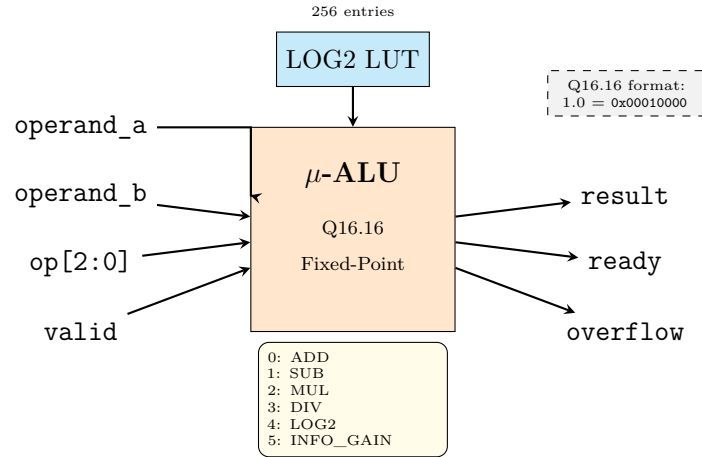 256 entries
LOG2 LUT
Q16.16 format:
1.0 = 0x00010000
operand_a
operand_b
op[2:0]
valid
μ-ALU
Q16.16
Fixed-Point
result
ready
overflow
0: ADD
1: SUB
2: MUL
3: DIV
4: LOG2
5: INFO_GAIN